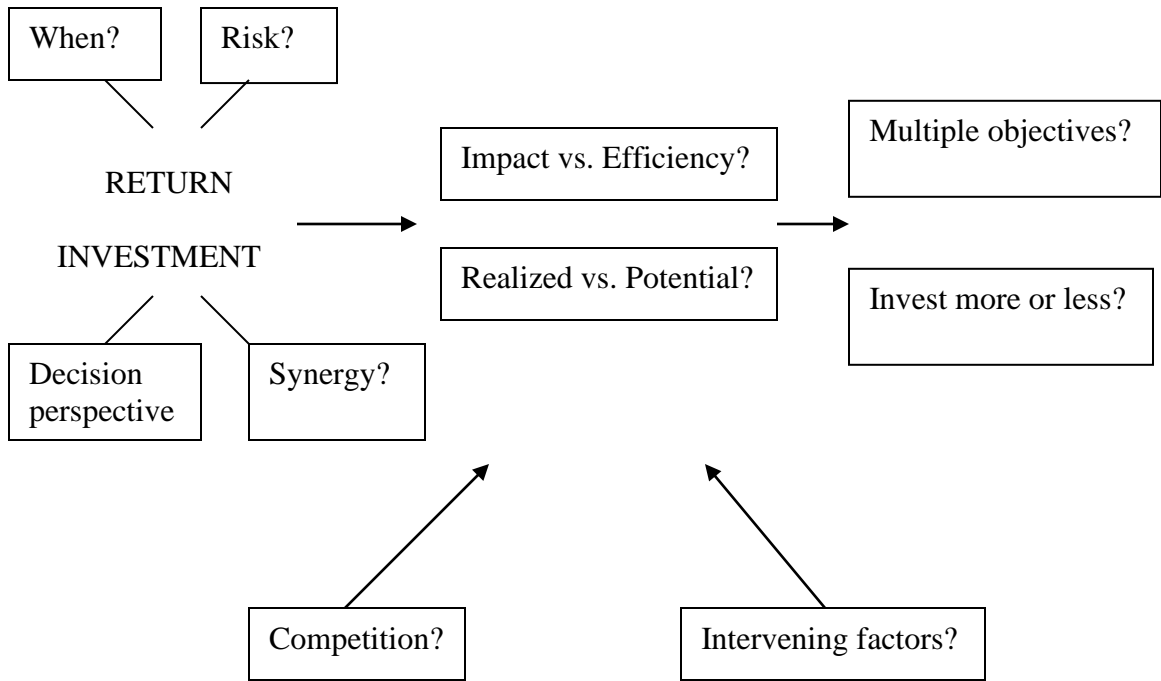 When?
Risk?
RETURN
INVESTMENT
Decision
perspective
Synergy?
Impact vs. Efficiency?
Realized vs. Potential?
Multiple objectives?
Invest more or less?
Competition?
Intervening factors?